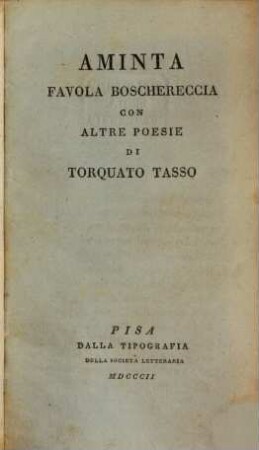 AMINTA
FAVOLA BOSCHERECCIA
CON
ALTRE POESIE
DI
TORQUATO TASSO
PISA
DALLA TIPOGRAFIA
DELLA SOCIETÀ LETTERARIA
MDCCCII